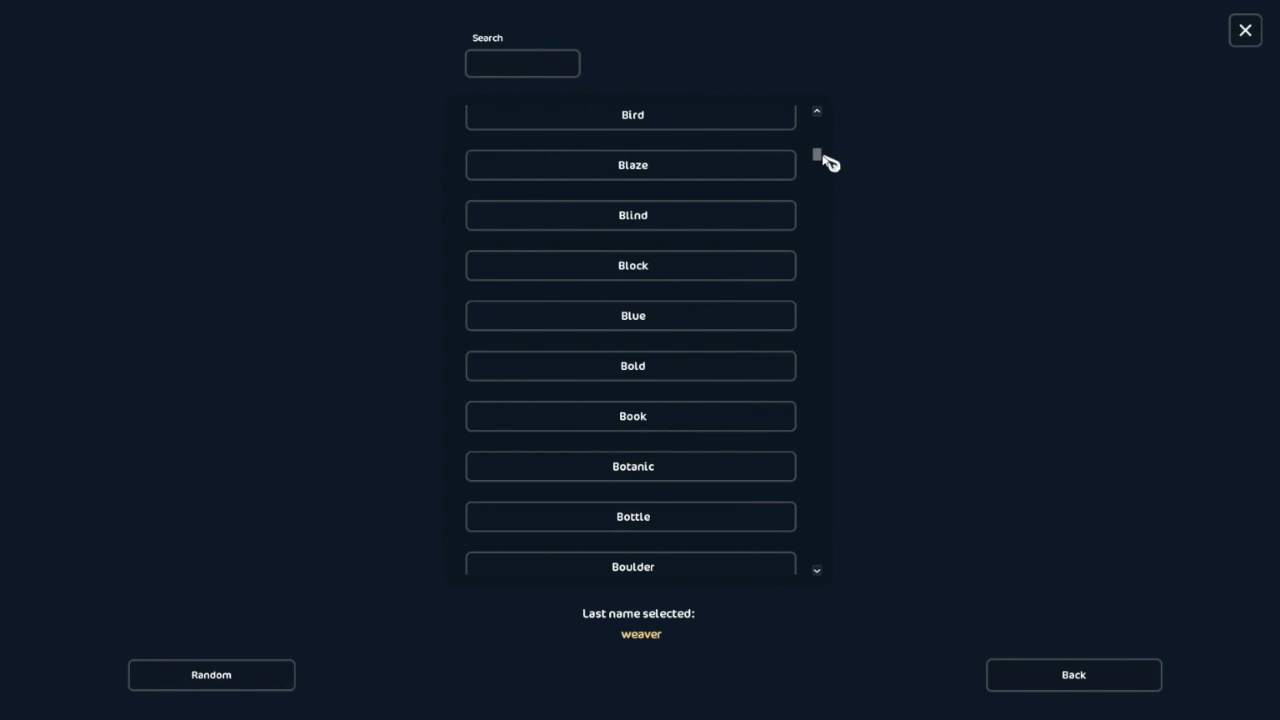 Search
Bird
Blaze
Blind
Block
Blue
Bold
Book
Botanic
Bottle
Boulder
Last name selected:
weaver
Random
Back